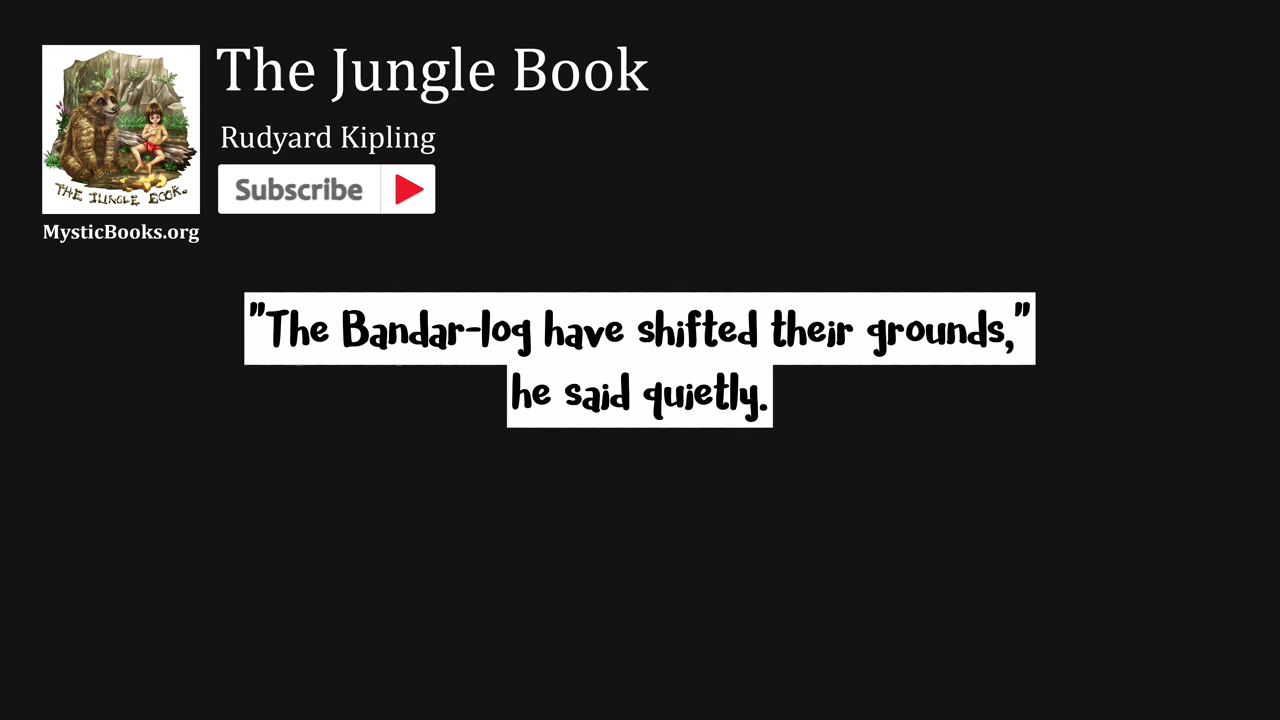 The Jungle Book
Rudyard Kipling
Subscribe
THE JUNGLE BOOK.
MysticBooks.org
"The Bandar-log have shifted their grounds,"
he said quietly.